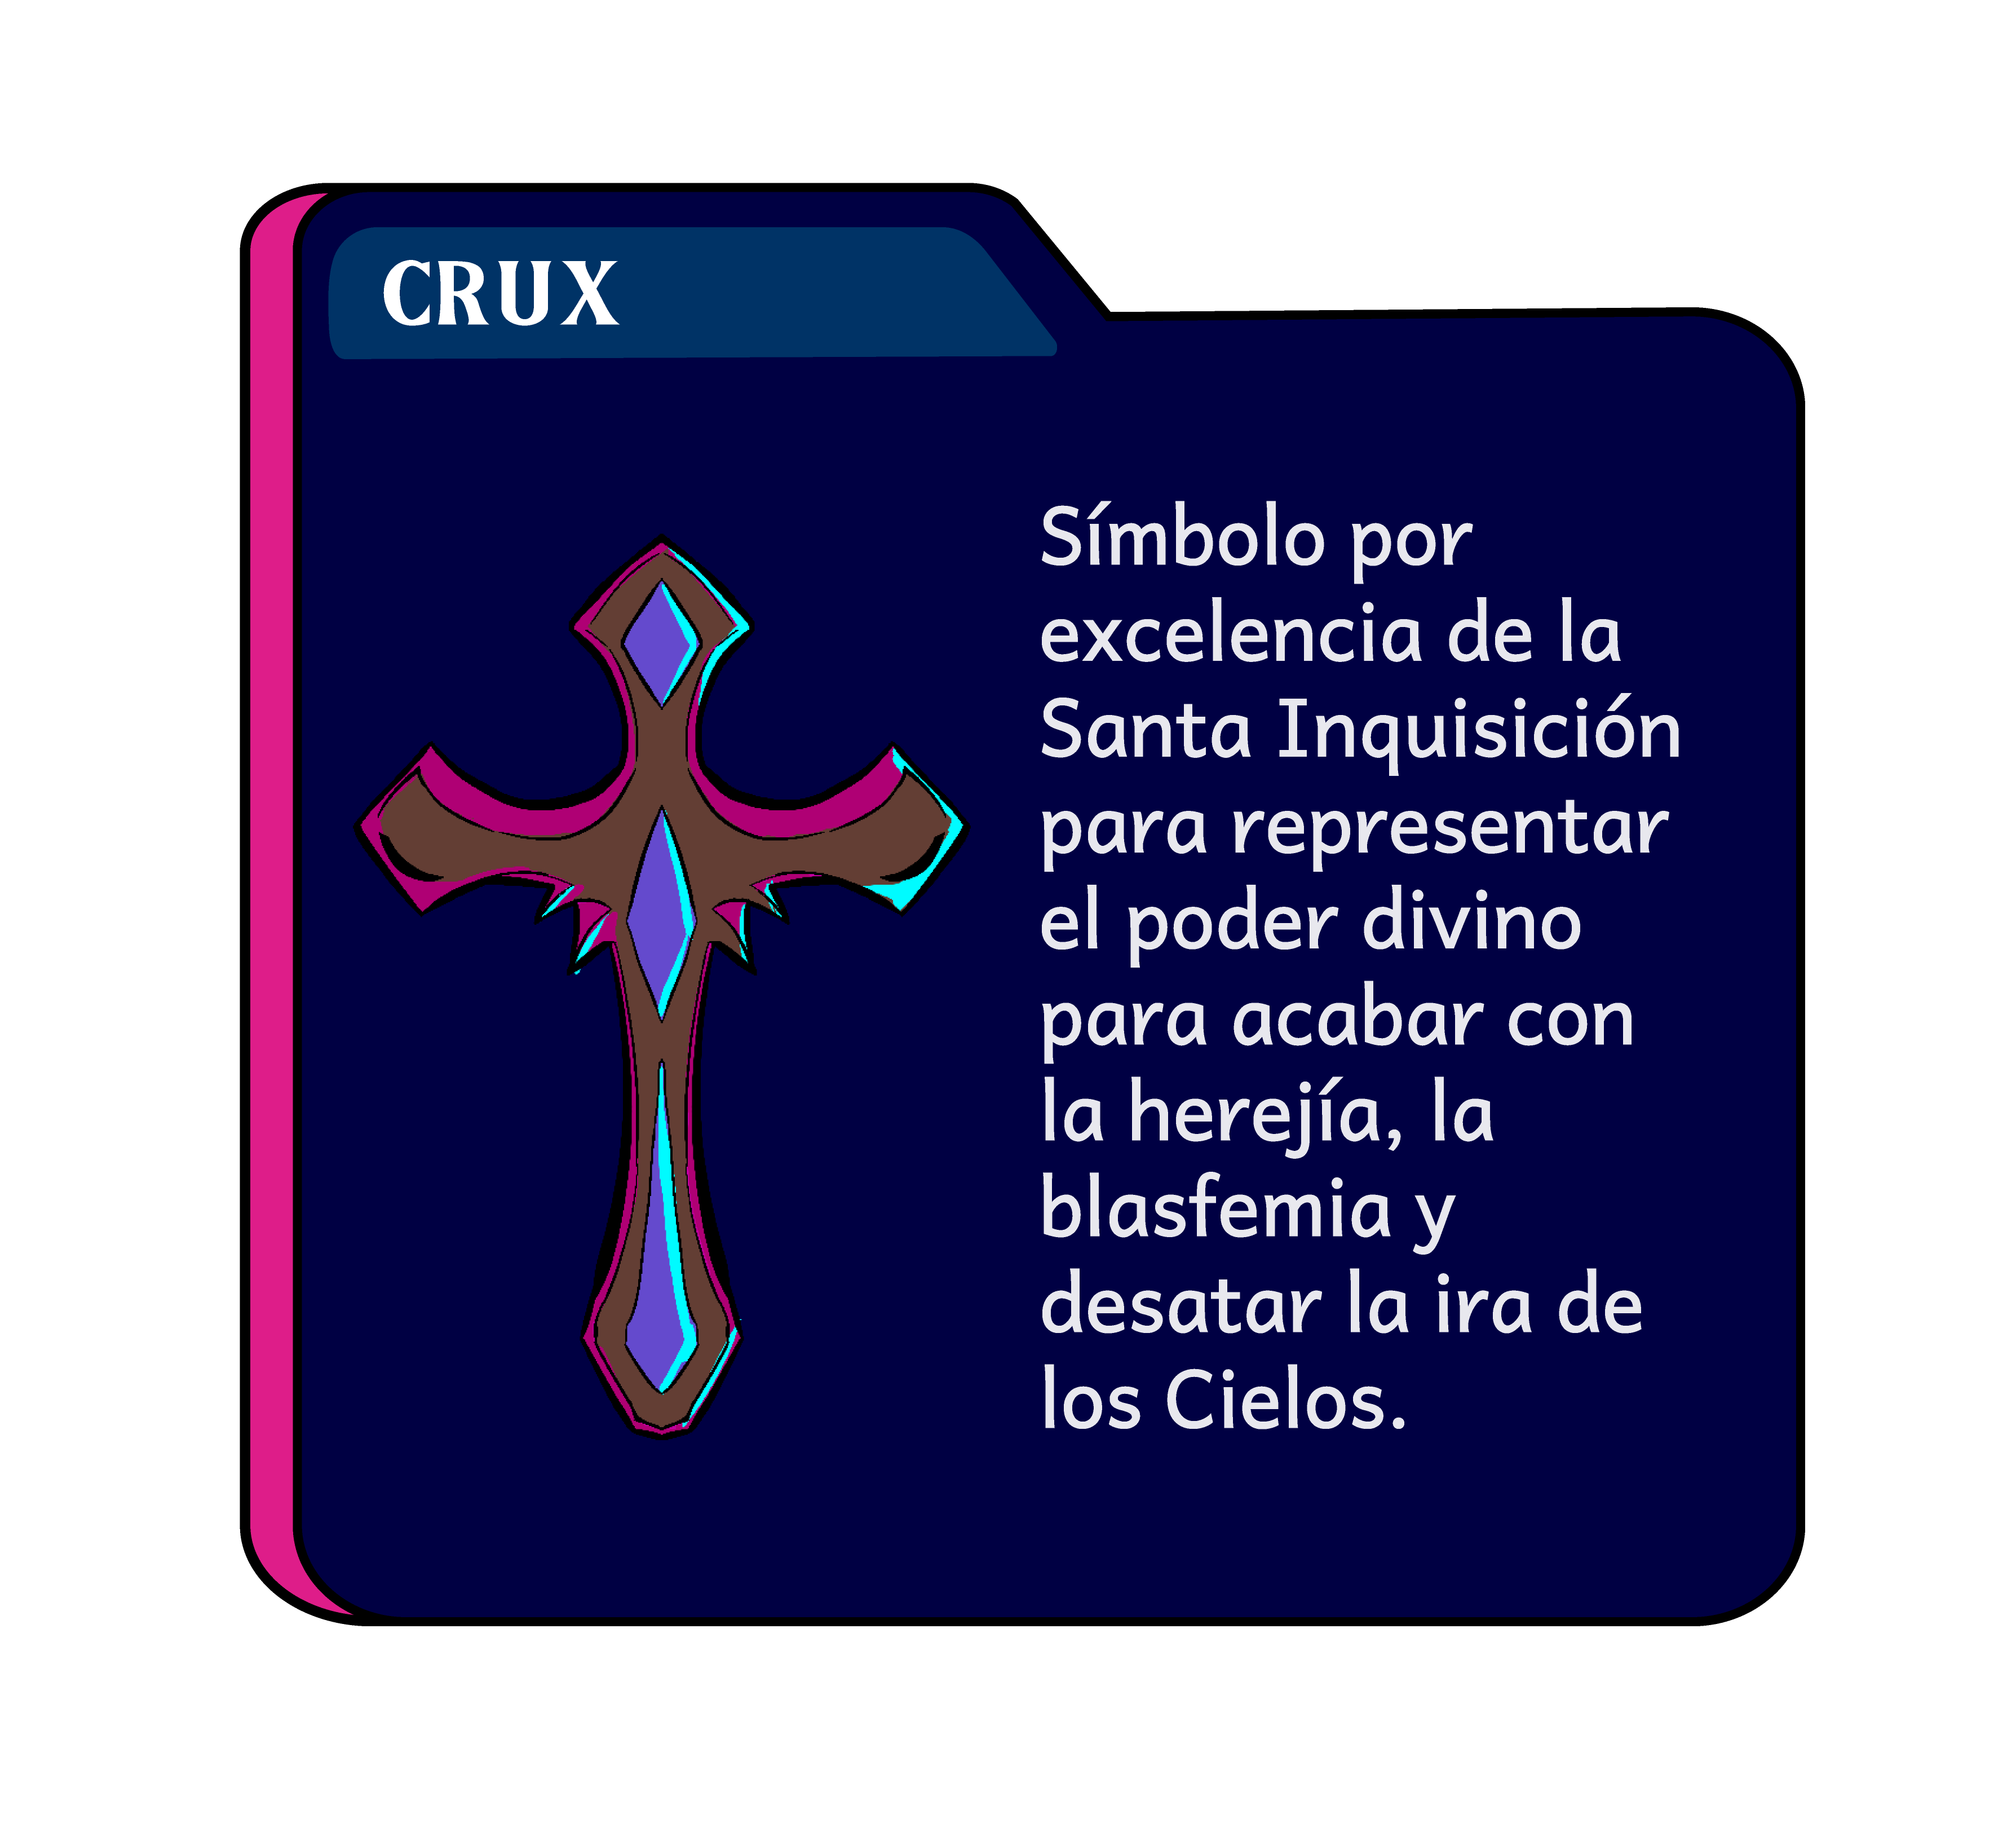 CRUX
Símbolo por
excelencia de la
Santa Inquisición
para representar
el poder divino
para acabar con
la herejía, la
blasfemia y
desatar la ira de
los Cielos.